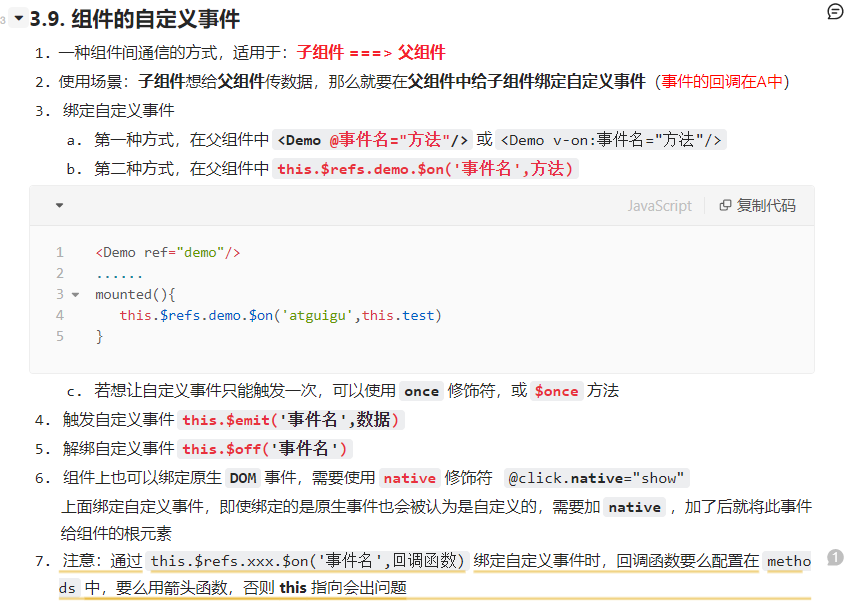 3.9. 组件的自定义事件
1. 一种组件间通信的方式，适用于：子组件 ===> 父组件
2. 使用场景：子组件想给父组件传数据，那么就要在父组件中给子组件绑定自定义事件（事件的回调在A中）
3. 绑定自定义事件
a. 第一种方式，在父组件中 <Demo @事件名="方法"/> 或 <Demo v-on:事件名="方法"/>
b. 第二种方式，在父组件中 this.$refs.demo.$on('事件名',方法)
JavaScript 复制代码
1 <Demo ref="demo"/>
2 ......
3 mounted(){
4 this.$refs.demo.$on('atguigu',this.test)
5 }
c. 若想让自定义事件只能触发一次，可以使用 once 修饰符，或 $once 方法
4. 触发自定义事件 this.$emit('事件名',数据)
5. 解绑自定义事件 this.$off('事件名')
6. 组件上也可以绑定原生 DOM 事件，需要使用 native 修饰符 @click.native="show"
上面绑定自定义事件，即使绑定的是原生事件也会被认为是自定义的，需要加 native ，加了后就将此事件
给组件的根元素
7. 注意：通过 this.$refs.xxx.$on('事件名',回调函数) 绑定自定义事件时，回调函数要么配置在 metho
ds 中，要么用箭头函数，否则 this 指向会出问题
1